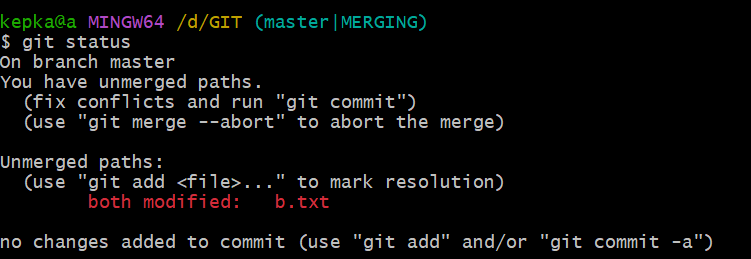 kepka@a MINGW64 /d/GIT (master|MERGING)
$ git status
On branch master
You have unmerged paths.
  (fix conflicts and run "git commit")
  (use "git merge --abort" to abort the merge)

Unmerged paths:
  (use "git add <file>..." to mark resolution)
        both modified:   b.txt

no changes added to commit (use "git add" and/or "git commit -a")